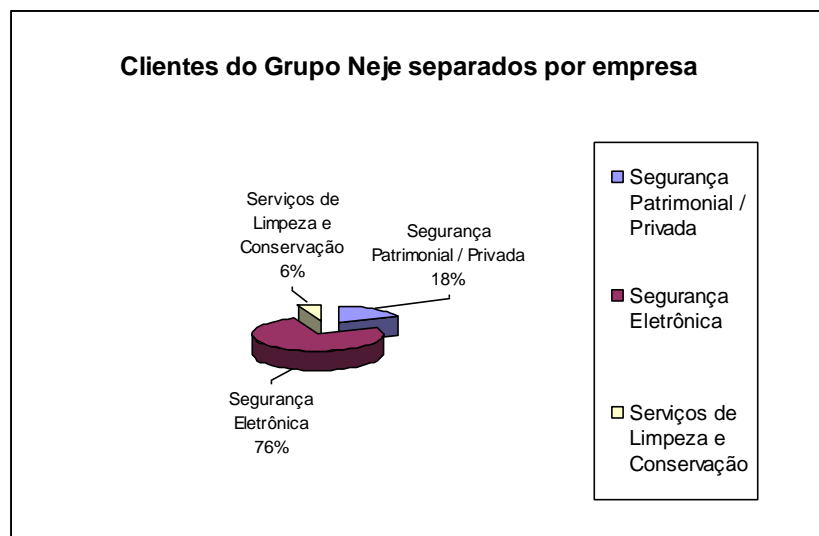 Clientes do Grupo Neje separados por empresa
Serviços de
Limpeza e
Conservação
6%
Segurança
Patrimonial / Privada
18%
Segurança
Eletrônica
76%
Segurança
Patrimonial /
Privada
Segurança
Eletrônica
Serviços de
Limpeza e
Conservação